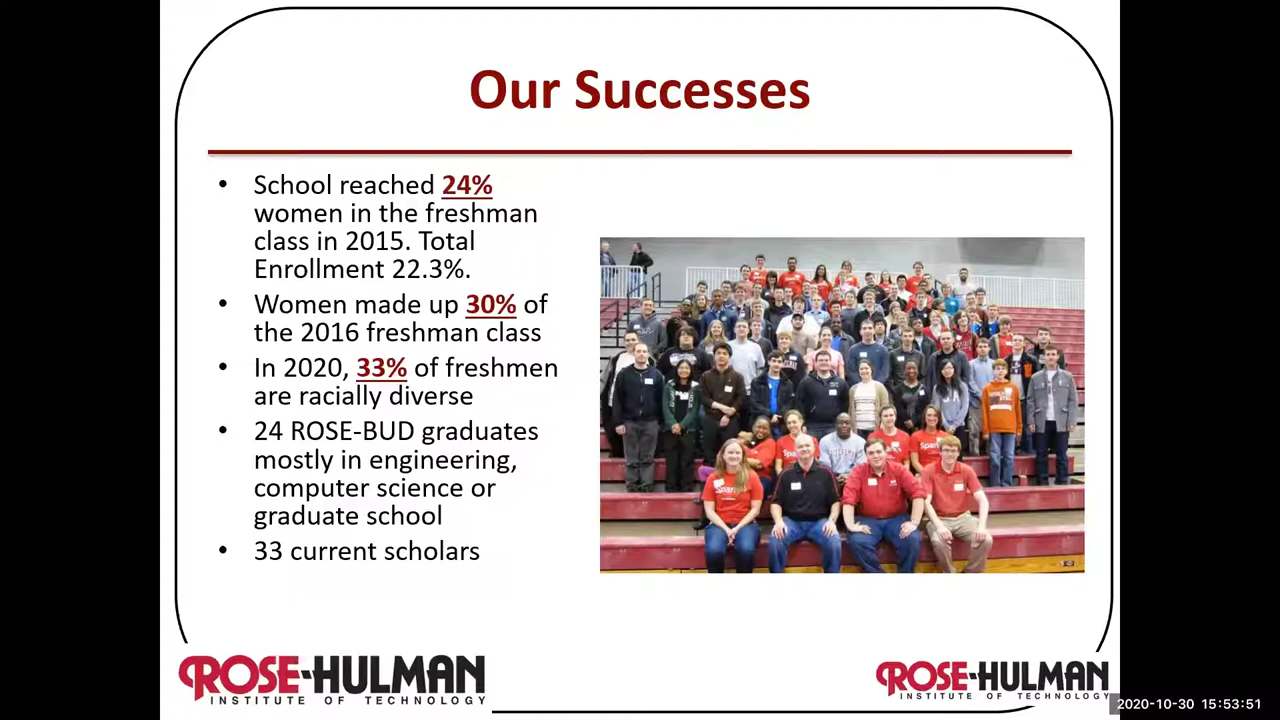 Our Successes
• School reached 24%
women in the freshman
class in 2015. Total
Enrollment 22.3%.
• Women made up 30% of
the 2016 freshman class
• In 2020, 33% of freshmen
are racially diverse
• 24 ROSE-BUD graduates
mostly in engineering,
computer science or
graduate school
• 33 current scholars
ROSE-HULMAN
INSTITUTE OF TECHNOLOGY
ROSE-HULMAN
INSTITUTE OF TECHNOLOGY
2020-10-30 15:53:51